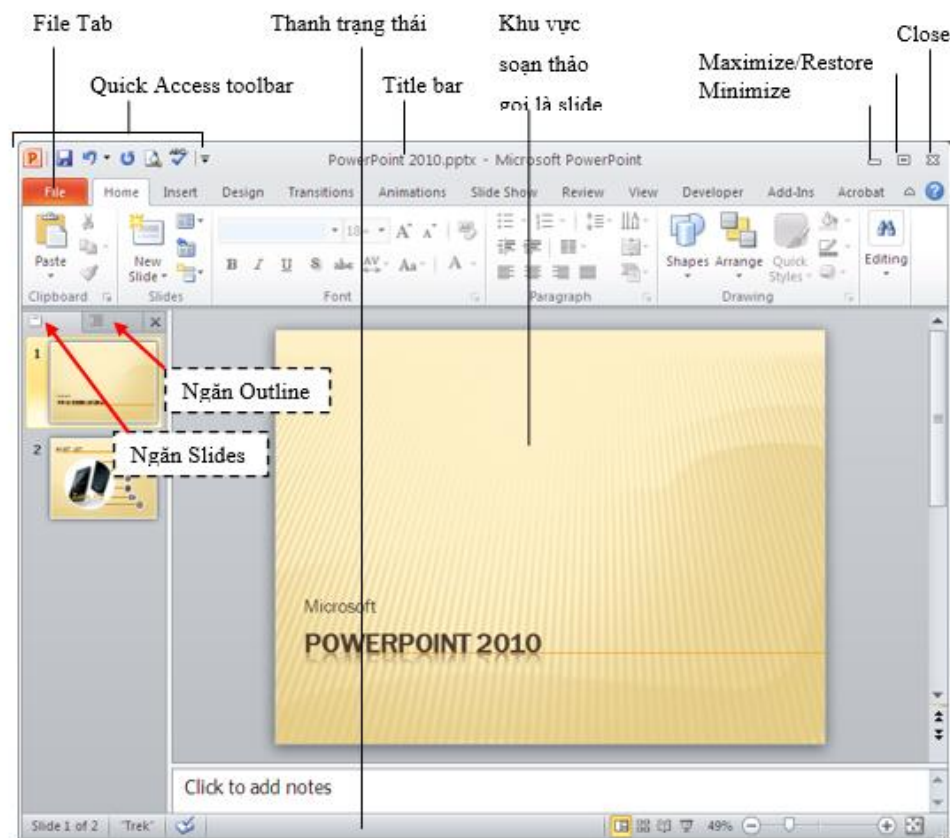 File Tab
Thanh trạng thái
Khu vực
soạn thảo
gọi là slide
Close
Maximize/Restore
Minimize
Quick Access toolbar
Title bar
PowerPoint 2010.pptx - Microsoft PowerPoint
File Home Insert Design Transitions Animations Slide Show Review View Developer Add-Ins Acrobat
Paste
New
Slide
Shapes Arrange Quick
Styles
Editing
Clipboard Slides Font Paragraph Drawing
1
Ngăn Outline
2
Ngăn Slides
Microsoft
POWERPOINT 2010
Click to add notes
Slide 1 of 2 "Trek" 49%